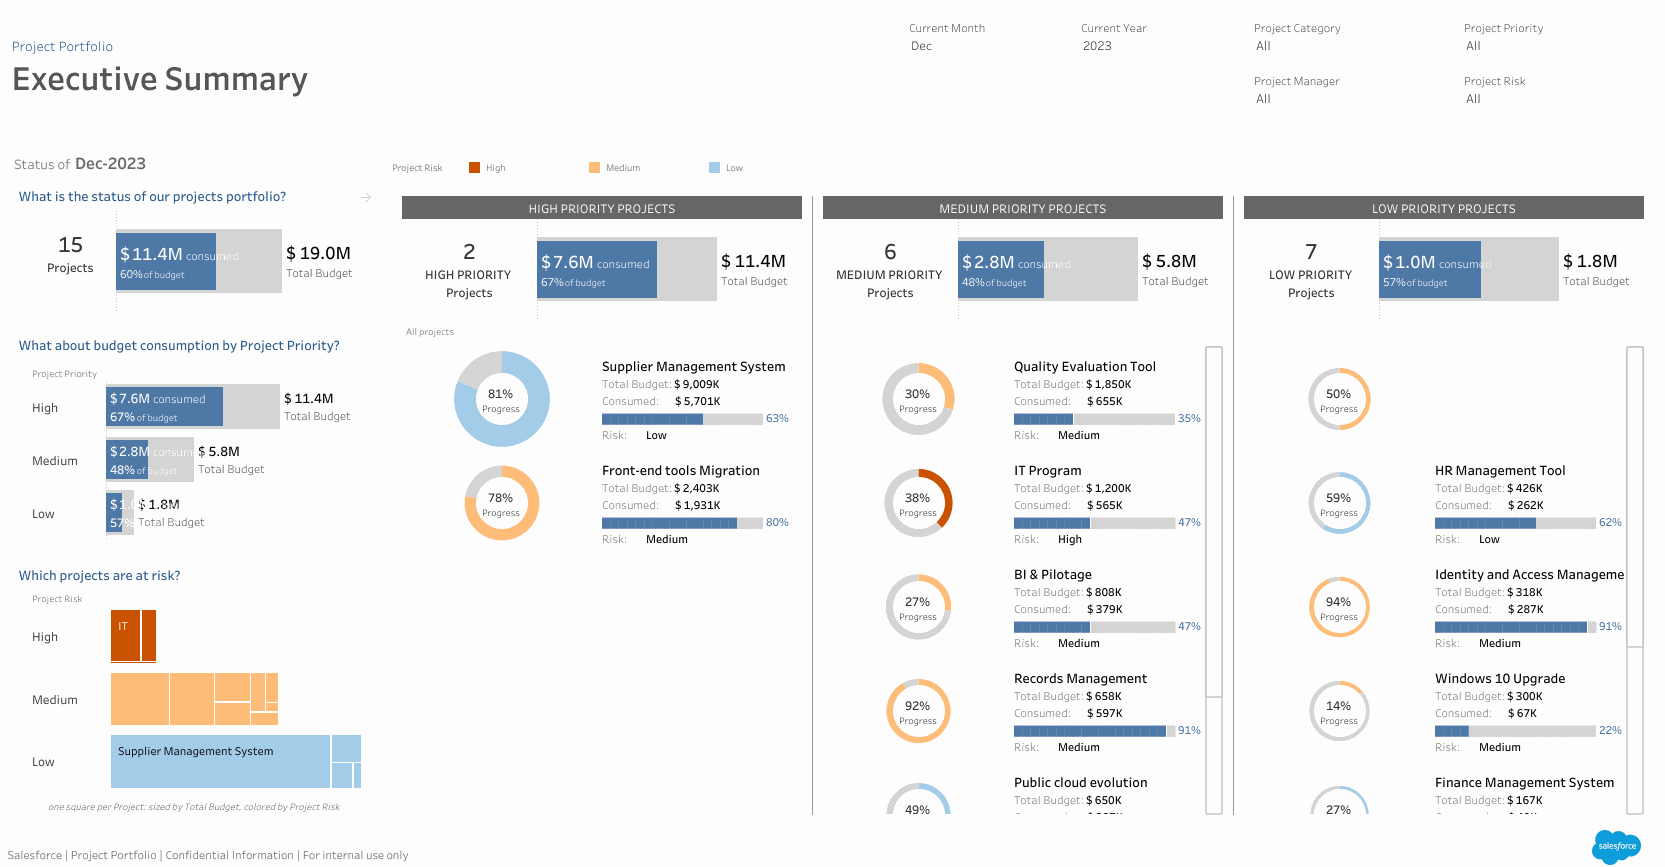 Project Portfolio
Executive Summary
Current Month
Dec
Current Year
2023
Project Category
All
Project Priority
All
Project Manager
All
Project Risk
All
Status of Dec-2023
Project Risk High Medium Low
What is the status of our projects portfolio?
15
Projects
$ 11.4M consumed
60% of budget
$ 19.0M
Total Budget
What about budget consumption by Project Priority?
Project Priority
High
$ 7.6M consumed
67% of budget
$ 11.4M
Total Budget
Medium
$ 2.8M consum
48% of budget
$ 5.8M
Total Budget
Low
57%
$ 1.8M
Total Budget
Which projects are at risk?
Project Risk
High
IT
Medium
Low
Supplier Management System
one square per Project: sized by Total Budget, colored by Project Risk
HIGH PRIORITY PROJECTS
2
HIGH PRIORITY
Projects
$ 7.6M consumed
67% of budget
$ 11.4M
Total Budget
All projects
81%
Progress
Supplier Management System
Total Budget: $ 9,009K
Consumed: $ 5,701K
63%
Risk: Low
78%
Progress
Front-end tools Migration
Total Budget: $ 2,403K
Consumed: $ 1,931K
80%
Risk: Medium
MEDIUM PRIORITY PROJECTS
6
MEDIUM PRIORITY
Projects
$ 2.8M consumed
48% of budget
$ 5.8M
Total Budget
30%
Progress
Quality Evaluation Tool
Total Budget: $ 1,850K
Consumed: $ 655K
35%
Risk: Medium
38%
Progress
IT Program
Total Budget: $ 1,200K
Consumed: $ 565K
47%
Risk: High
27%
Progress
BI & Pilotage
Total Budget: $ 808K
Consumed: $ 379K
47%
Risk: Medium
92%
Progress
Records Management
Total Budget: $ 658K
Consumed: $ 597K
91%
Risk: Medium
49%
Public cloud evolution
Total Budget: $ 650K
LOW PRIORITY PROJECTS
7
LOW PRIORITY
Projects
$ 1.0M consumed
57% of budget
$ 1.8M
Total Budget
50%
Progress
59%
Progress
HR Management Tool
Total Budget: $ 426K
Consumed: $ 262K
62%
Risk: Low
94%
Progress
Identity and Access Manageme
Total Budget: $ 318K
Consumed: $ 287K
91%
Risk: Medium
14%
Progress
Windows 10 Upgrade
Total Budget: $ 300K
Consumed: $ 67K
22%
Risk: Medium
27%
Finance Management System
Total Budget: $ 167K
Salesforce | Project Portfolio | Confidential Information | For internal use only
salesforce